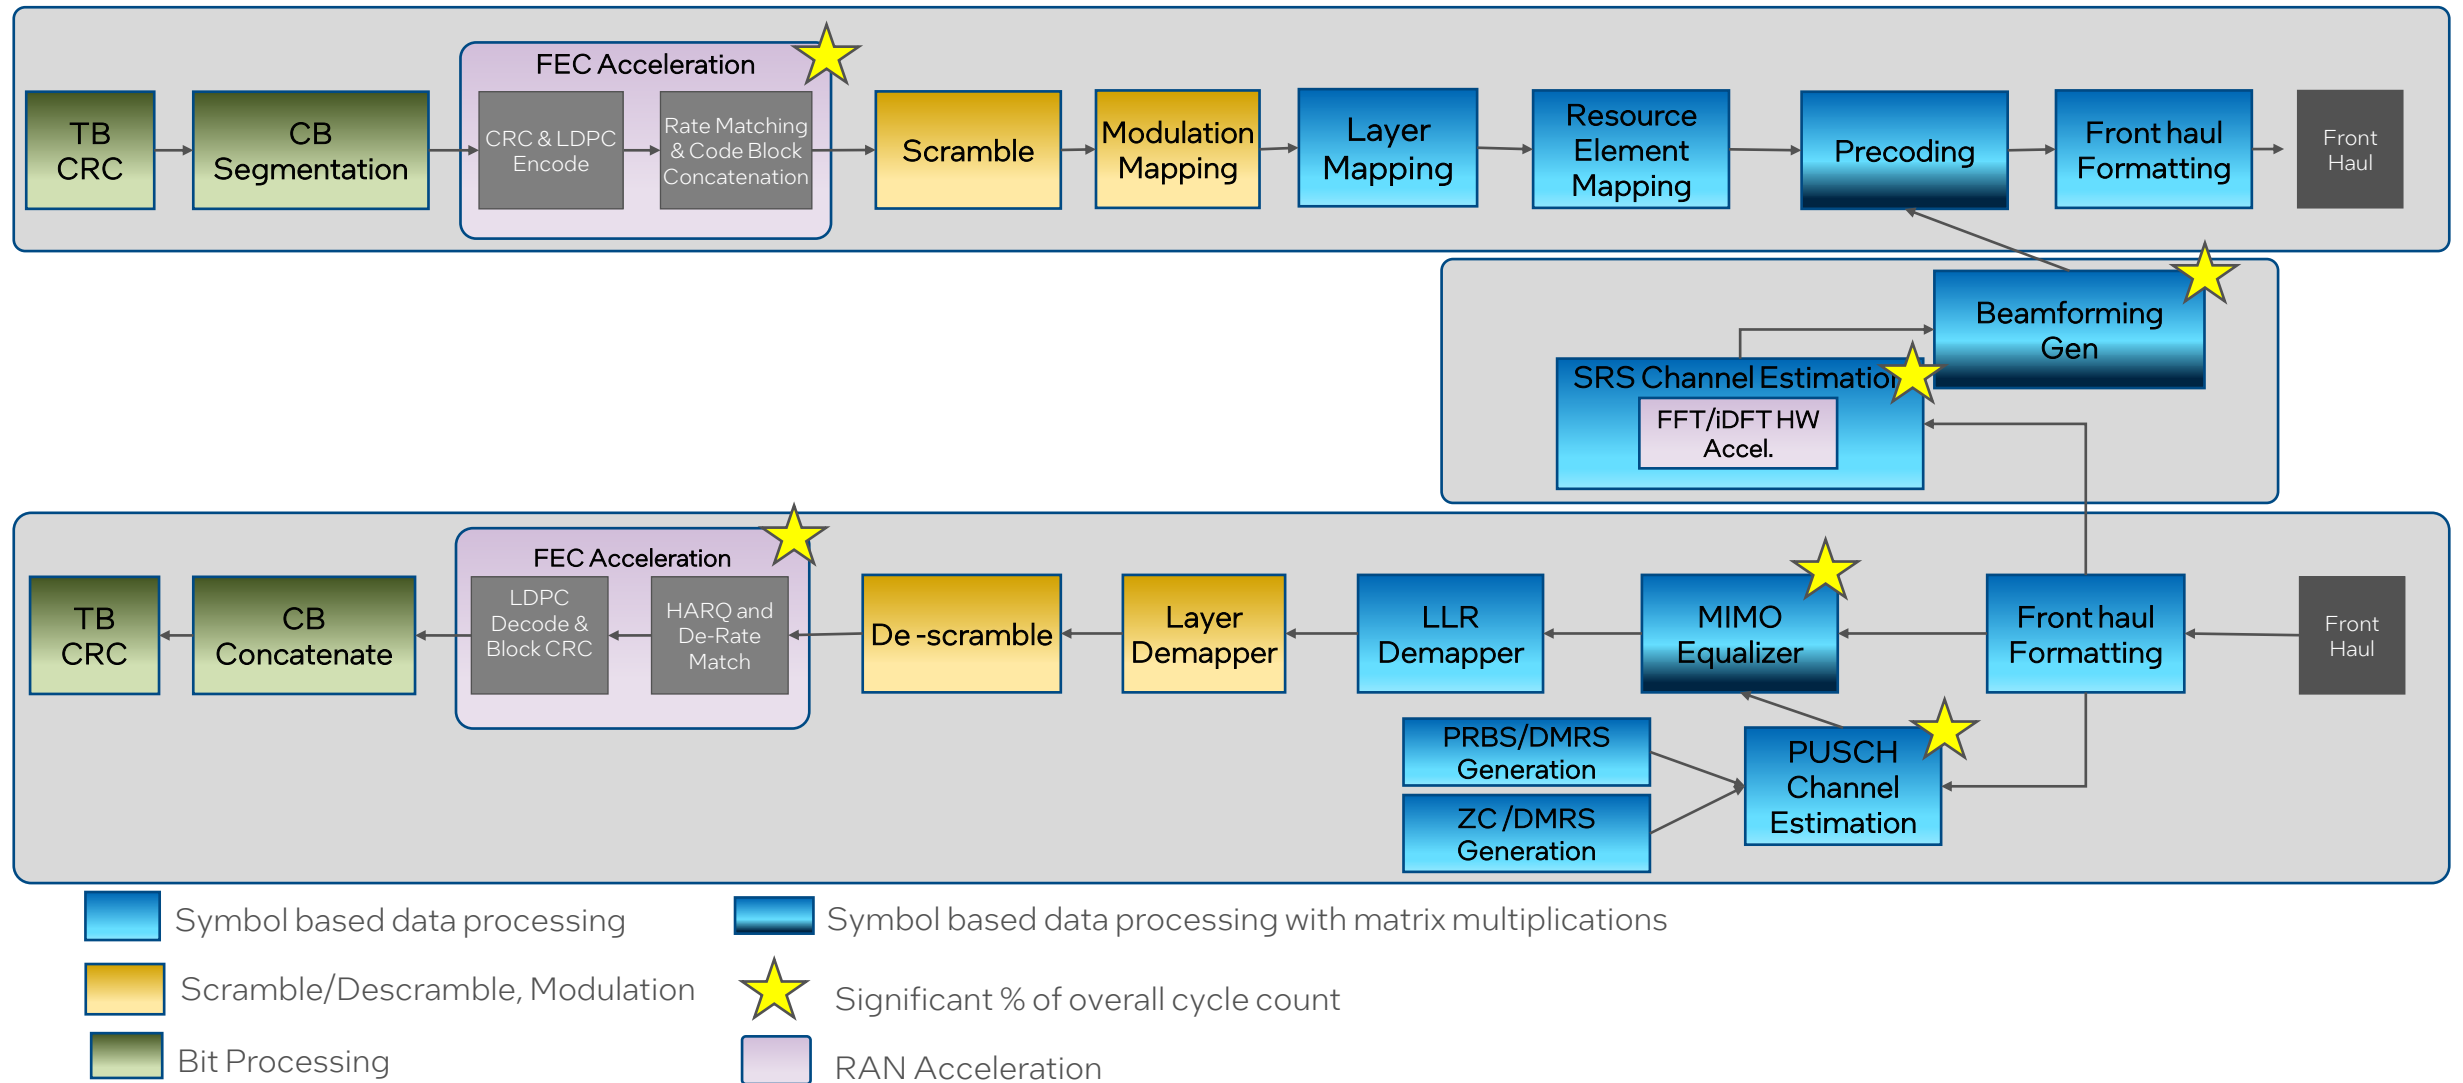 FEC Acceleration
TB
CRC
CB
Segmentation
CRC & LDPC
Encode
Rate Matching
& Code Block
Concatenation
Scramble
Modulation
Mapping
Layer
Mapping
Resource
Element
Mapping
Precoding
Front haul
Formatting
Front
Haul
Beamforming
Gen
SRS Channel Estimation
FFT/iDFT HW
Accel.
FEC Acceleration
TB
CRC
CB
Concatenate
LDPC
Decode &
Block CRC
HARQ and
De-Rate
Match
De -scramble
Layer
Demapper
LLR
Demapper
MIMO
Equalizer
Front haul
Formatting
Front
Haul
PRBS/DMRS
Generation
ZC /DMRS
Generation
PUSCH
Channel
Estimation
Symbol based data processing
Symbol based data processing with matrix multiplications
Scramble/Descramble, Modulation
Significant % of overall cycle count
Bit Processing
RAN Acceleration